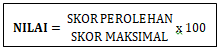 NILAI = SKOR PEROLEHAN x 100
SKOR MAKSIMAL